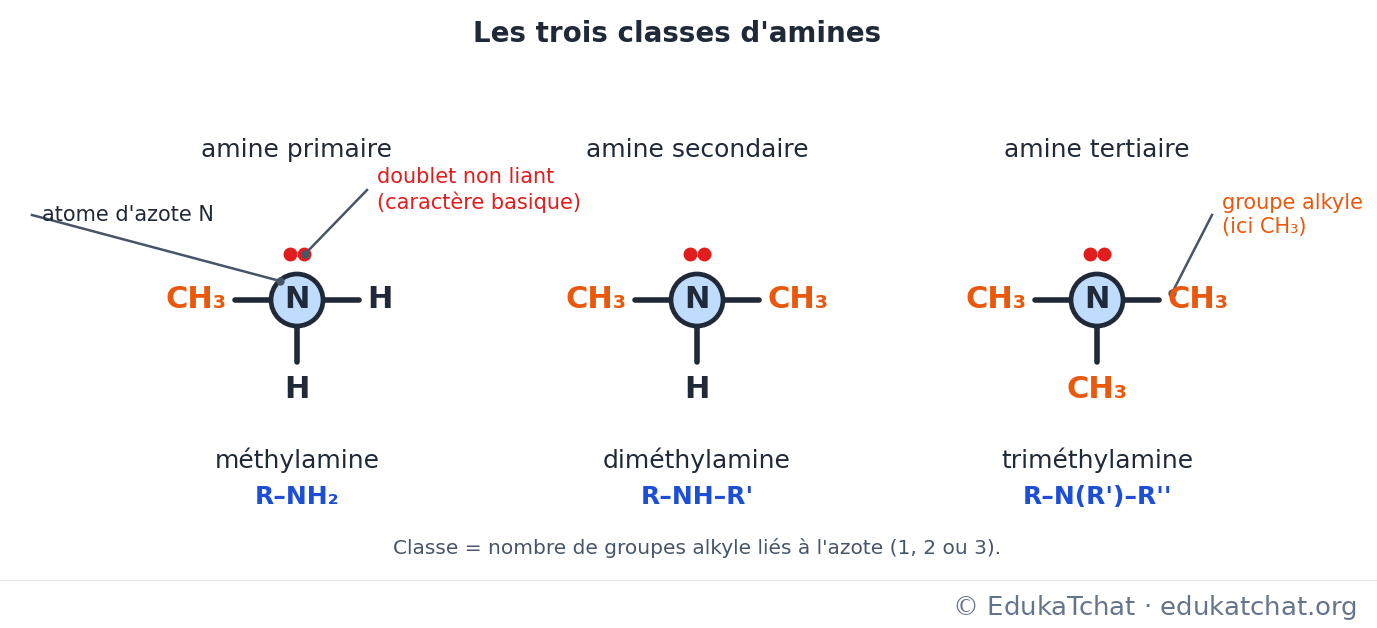 Les trois classes d'amines
amine primaire
amine secondaire
amine tertiaire
doublet non liant
(caractère basique)
atome d'azote N
groupe alkyle
(ici CH₃)
CH₃ N H
H
CH₃ N CH₃
H
CH₃ N CH₃
CH₃
méthylamine
R–NH₂
diméthylamine
R–NH–R'
triméthylamine
R–N(R')–R''
Classe = nombre de groupes alkyle liés à l'azote (1, 2 ou 3).
© EdukaTchat · edukatchat.org